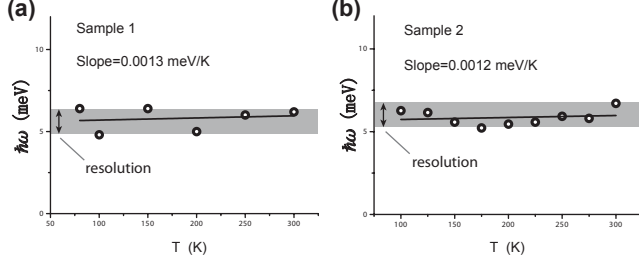 (a)
Sample 1
Slope=0.0013 meV/K
ħω (meV)
10
5
0
resolution
50 100 150 200 250 300
T (K)
(b)
Sample 2
Slope=0.0012 meV/K
ħω (meV)
10
5
0
resolution
100 150 200 250 300
T (K)